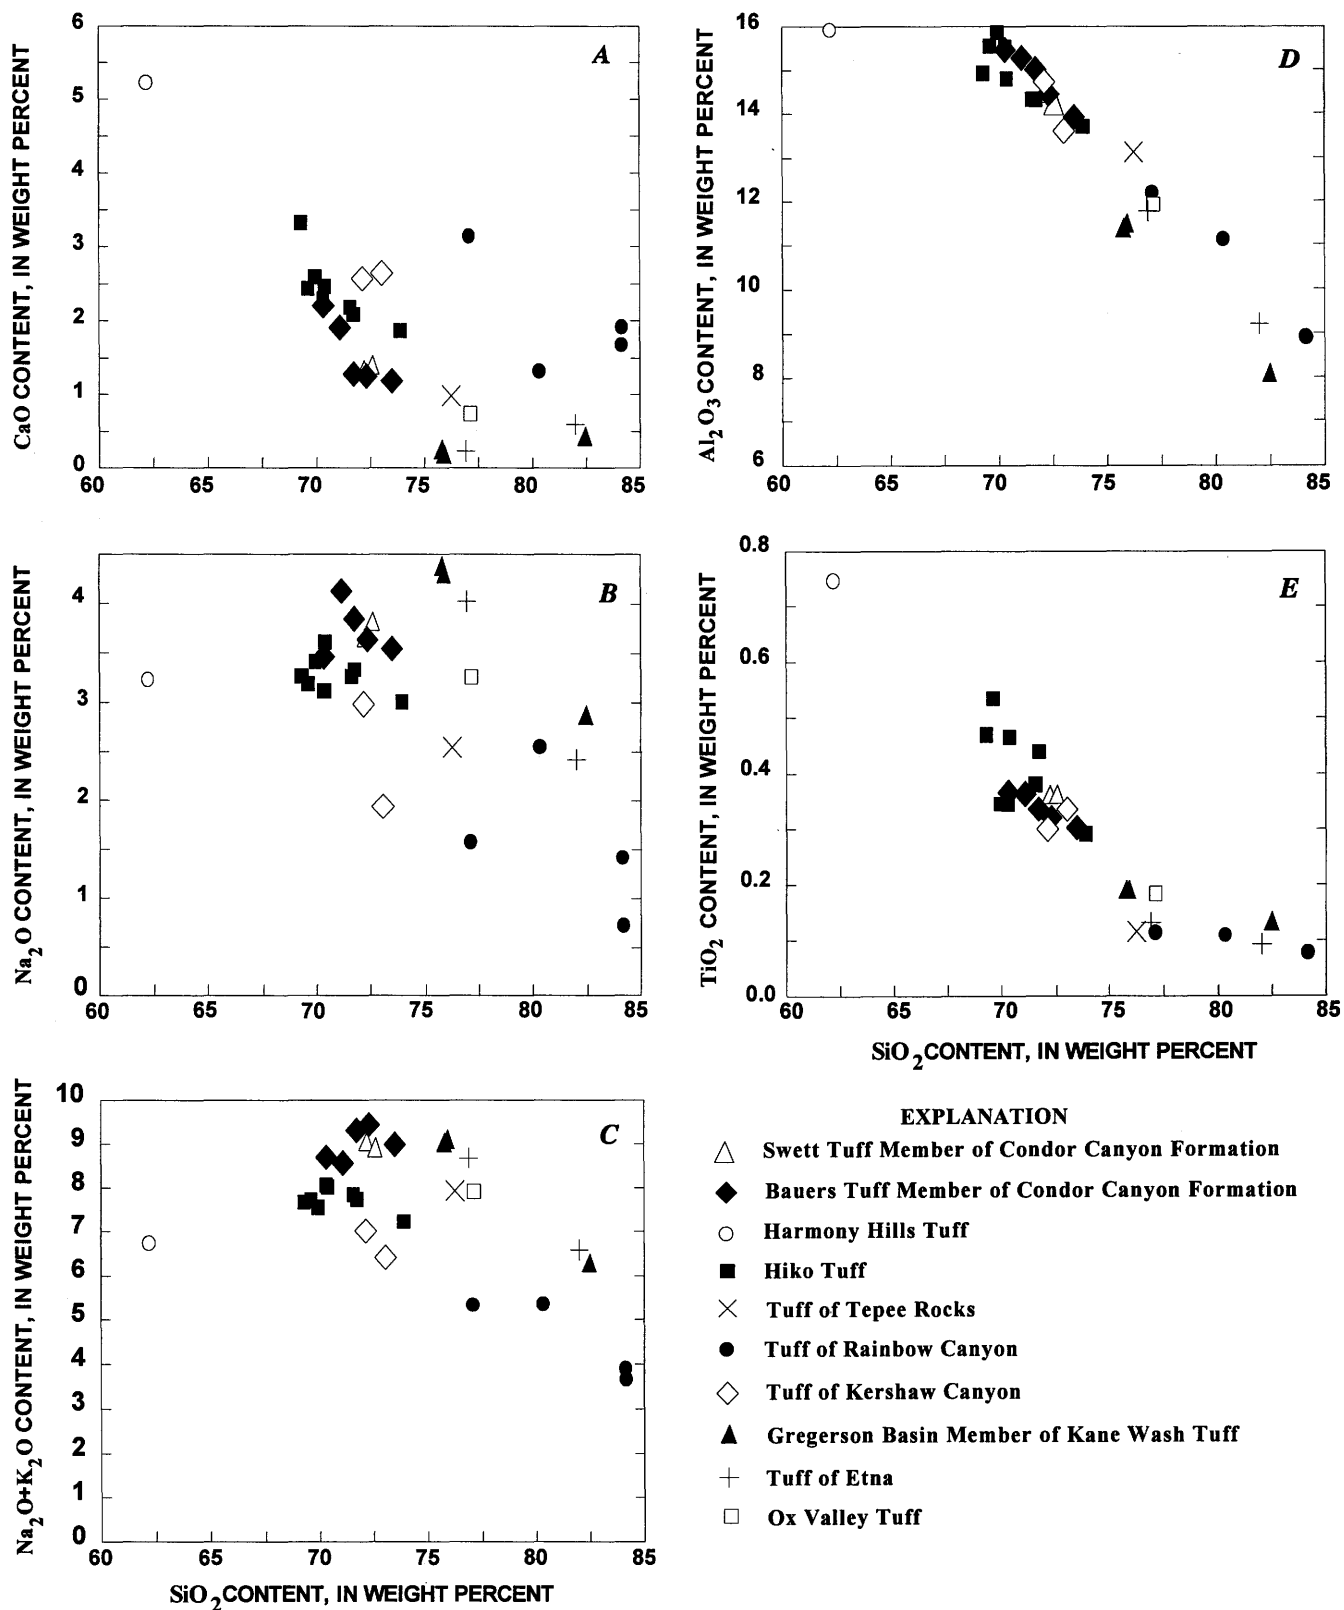 A
CaO CONTENT, IN WEIGHT PERCENT
6
5
4
3
2
1
0
60 65 70 75 80 85
B
Na2O CONTENT, IN WEIGHT PERCENT
4
3
2
1
0
60 65 70 75 80 85
C
Na2O+K2O CONTENT, IN WEIGHT PERCENT
10
9
8
7
6
5
4
3
2
1
0
60 65 70 75 80 85
SiO2 CONTENT, IN WEIGHT PERCENT
D
Al2O3 CONTENT, IN WEIGHT PERCENT
16
14
12
10
8
6
60 65 70 75 80 85
E
TiO2 CONTENT, IN WEIGHT PERCENT
0.8
0.6
0.4
0.2
0.0
60 65 70 75 80 85
SiO2 CONTENT, IN WEIGHT PERCENT
EXPLANATION
Swett Tuff Member of Condor Canyon Formation
Bauers Tuff Member of Condor Canyon Formation
Harmony Hills Tuff
Hiko Tuff
Tuff of Tepee Rocks
Tuff of Rainbow Canyon
Tuff of Kershaw Canyon
Gregerson Basin Member of Kane Wash Tuff
Tuff of Etna
Ox Valley Tuff